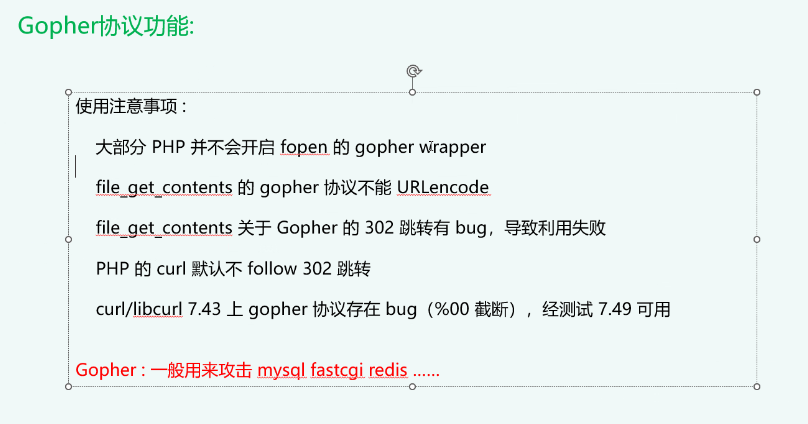 Gopher协议功能:
使用注意事项：
大部分 PHP 并不会开启 fopen 的 gopher wrapper
file_get_contents 的 gopher 协议不能 URLencode
file_get_contents 关于 Gopher 的 302 跳转有 bug，导致利用失败
PHP 的 curl 默认不 follow 302 跳转
curl/libcurl 7.43 上 gopher 协议存在 bug（%00 截断），经测试 7.49 可用
Gopher : 一般用来攻击 mysql fastcgi redis ......